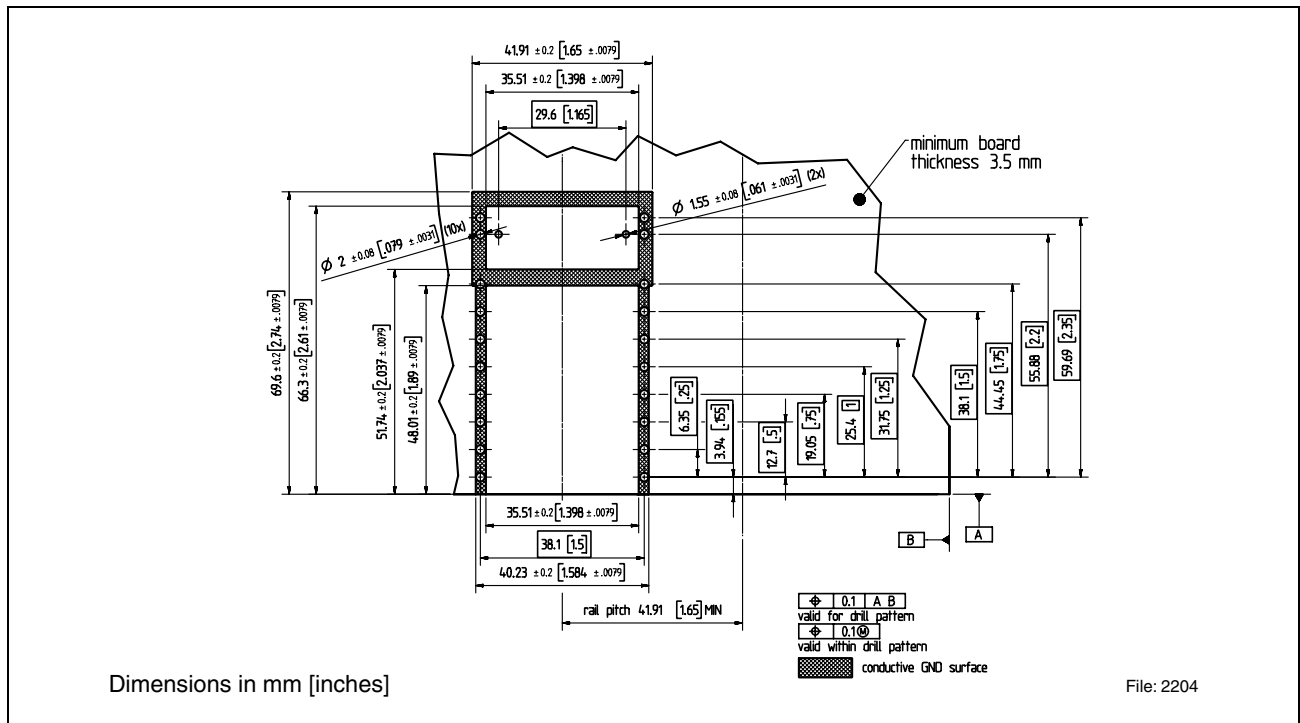 41.91 ± 0.2 [1.65 ± .0079]
35.51 ± 0.2 [1.398 ± .0079]
29.6 [1.165]
minimum board
thickness 3.5 mm
Ø 1.55 ± 0.08 [.061 ± .0031] (2x)
Ø 2 ± 0.08 [.079 ± .0031] (10x)
69.6 ± 0.2 [2.74 ± .0079]
66.3 ± 0.2 [2.61 ± .0079]
51.74 ± 0.2 [2.037 ± .0079]
48.01 ± 0.2 [1.89 ± .0079]
6.35 [.25]
3.94 [.155]
12.7 [.5]
19.05 [.75]
25.4 [1]
31.75 [1.25]
38.1 [1.5]
44.45 [1.75]
55.88 [2.2]
59.69 [2.35]
35.51 ± 0.2 [1.398 ± .0079]
38.1 [1.5]
40.23 ± 0.2 [1.584 ± .0079]
B
A
rail pitch 41.91 [1.65] MIN
⌖ 0.1 A B
valid for drill pattern
⌖ 0.1 Ⓜ
valid within drill pattern
conductive GND surface
Dimensions in mm [inches]
File: 2204